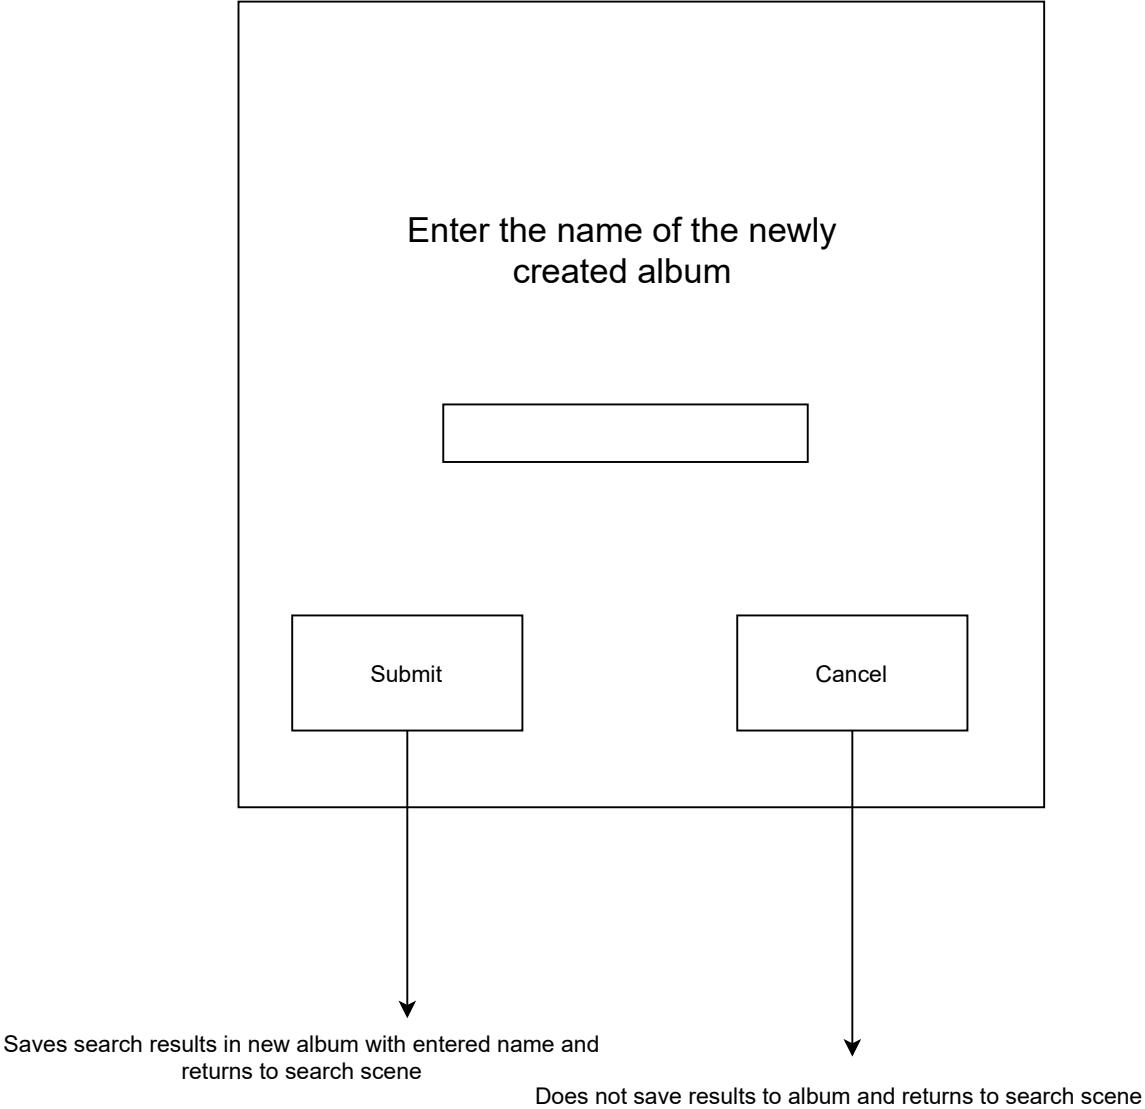 Enter the name of the newly
created album
Submit
Cancel
Saves search results in new album with entered name and
returns to search scene
Does not save results to album and returns to search scene